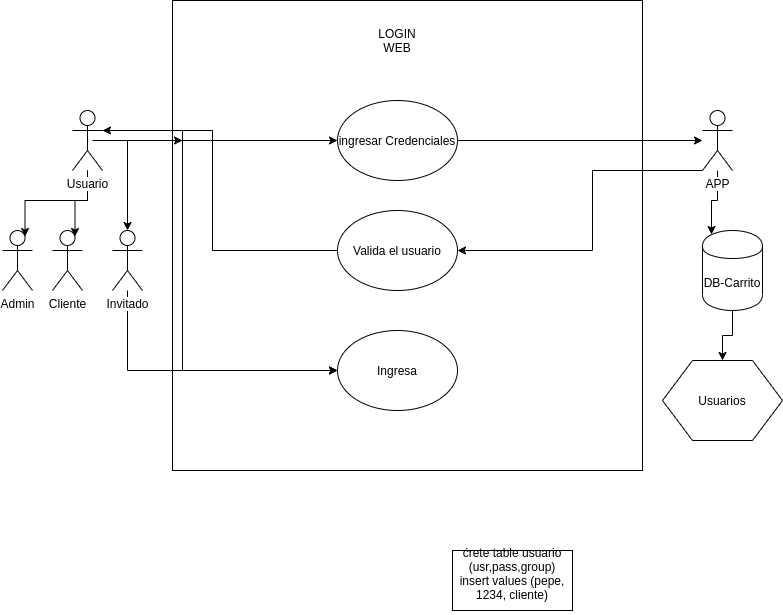 LOGIN
WEB
ingresar Credenciales
Usuario
APP
Valida el usuario
Admin
Cliente
Invitado
DB-Carrito
Ingresa
Usuarios
ćrete table usuario
(usr,pass,group)
insert values (pepe,
1234, cliente)